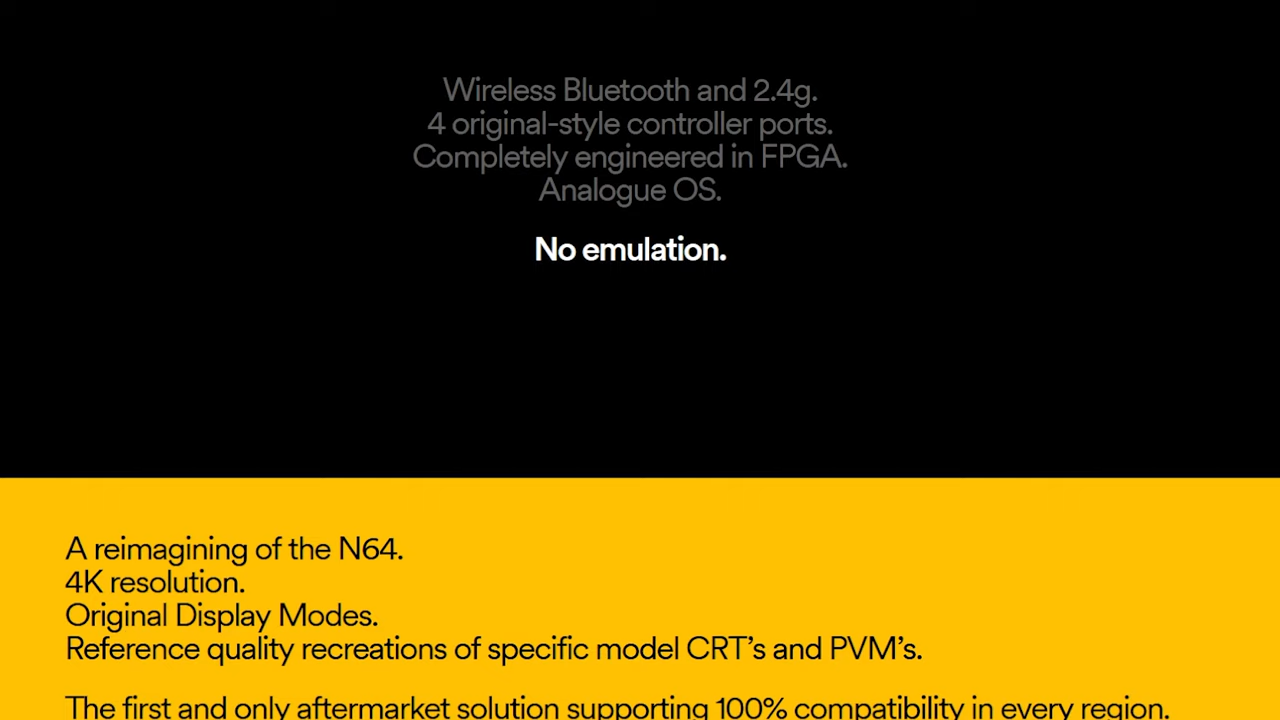 Wireless Bluetooth and 2.4g.
4 original-style controller ports.
Completely engineered in FPGA.
Analogue OS.
No emulation.
A reimagining of the N64.
4K resolution.
Original Display Modes.
Reference quality recreations of specific model CRT’s and PVM’s.
The first and only aftermarket solution supporting 100% compatibility in every region.